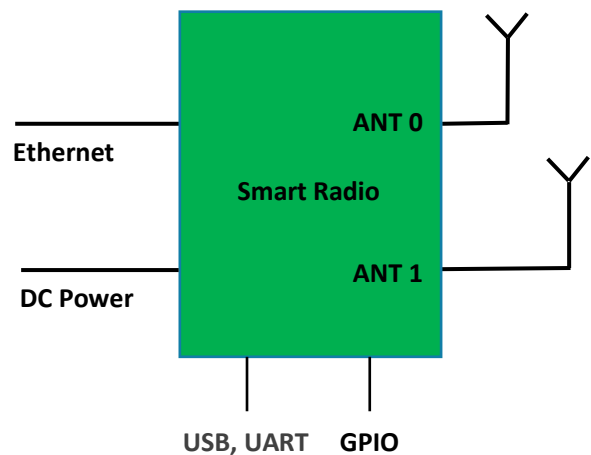 ANT 0
Ethernet
Smart Radio
ANT 1
DC Power
USB, UART GPIO